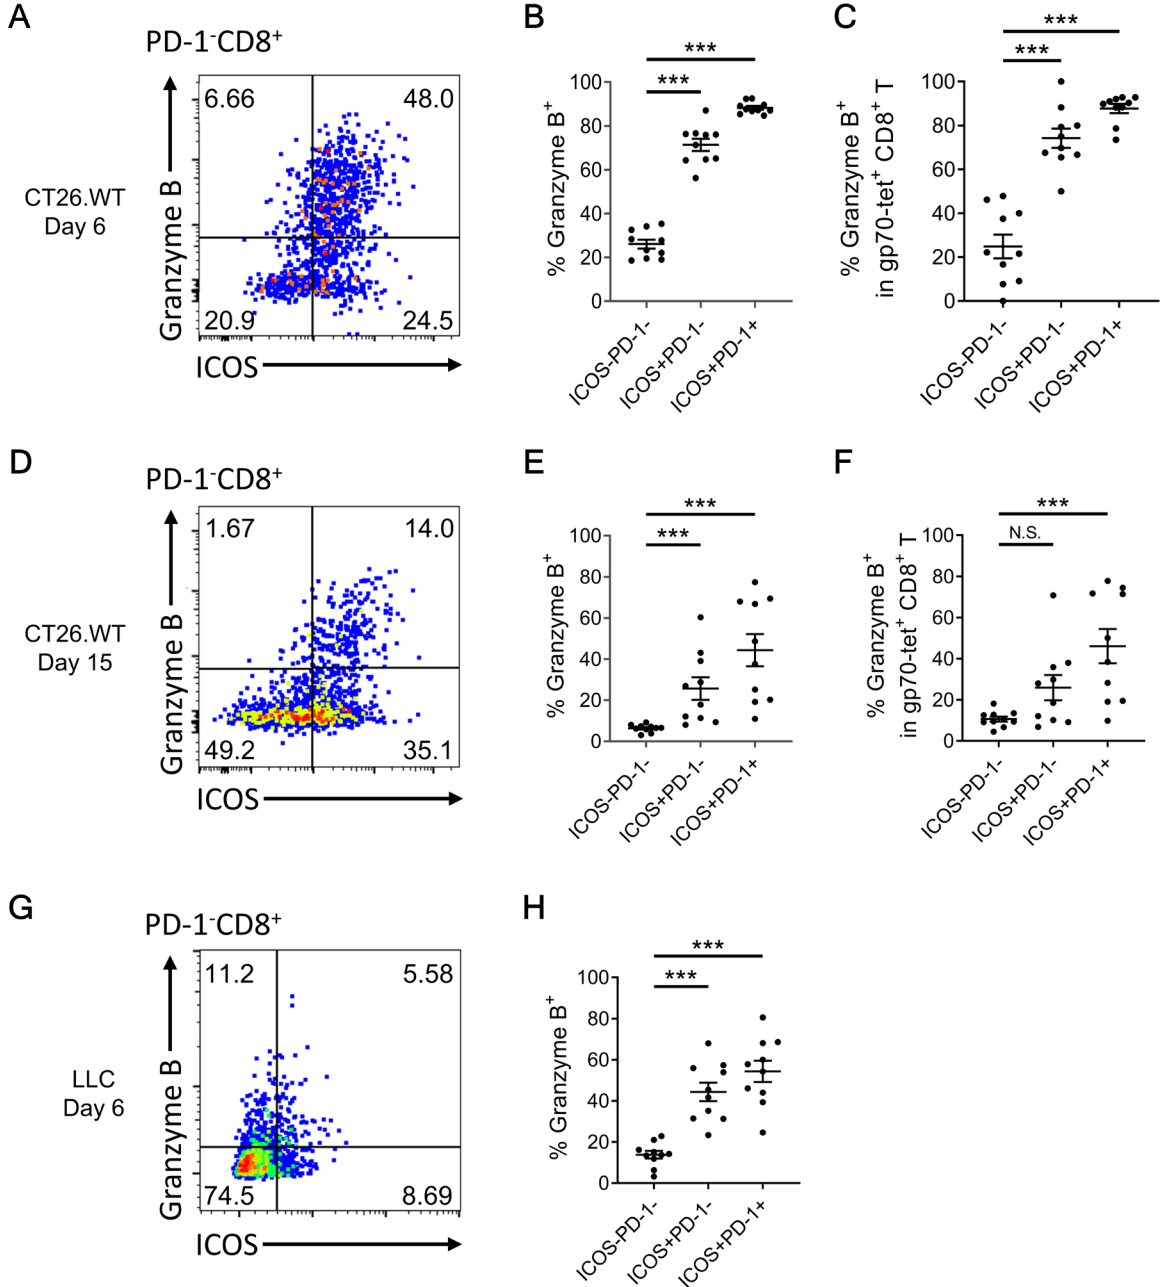 A
PD-1⁻CD8⁺
CT26.WT
Day 6
Granzyme B
6.66
48.0
20.9
24.5
ICOS
B
% Granzyme B⁺
100
80
60
40
20
0
***
***
ICOS-PD-1-
ICOS+PD-1-
ICOS+PD-1+
C
% Granzyme B⁺
in gp70-tet⁺ CD8⁺ T
100
80
60
40
20
0
***
***
ICOS-PD-1-
ICOS+PD-1-
ICOS+PD-1+
D
PD-1⁻CD8⁺
CT26.WT
Day 15
Granzyme B
1.67
14.0
49.2
35.1
ICOS
E
% Granzyme B⁺
100
80
60
40
20
0
***
***
ICOS-PD-1-
ICOS+PD-1-
ICOS+PD-1+
F
% Granzyme B⁺
in gp70-tet⁺ CD8⁺ T
100
80
60
40
20
0
***
N.S.
ICOS-PD-1-
ICOS+PD-1-
ICOS+PD-1+
G
PD-1⁻CD8⁺
LLC
Day 6
Granzyme B
11.2
5.58
74.5
8.69
ICOS
H
% Granzyme B⁺
100
80
60
40
20
0
***
***
ICOS-PD-1-
ICOS+PD-1-
ICOS+PD-1+